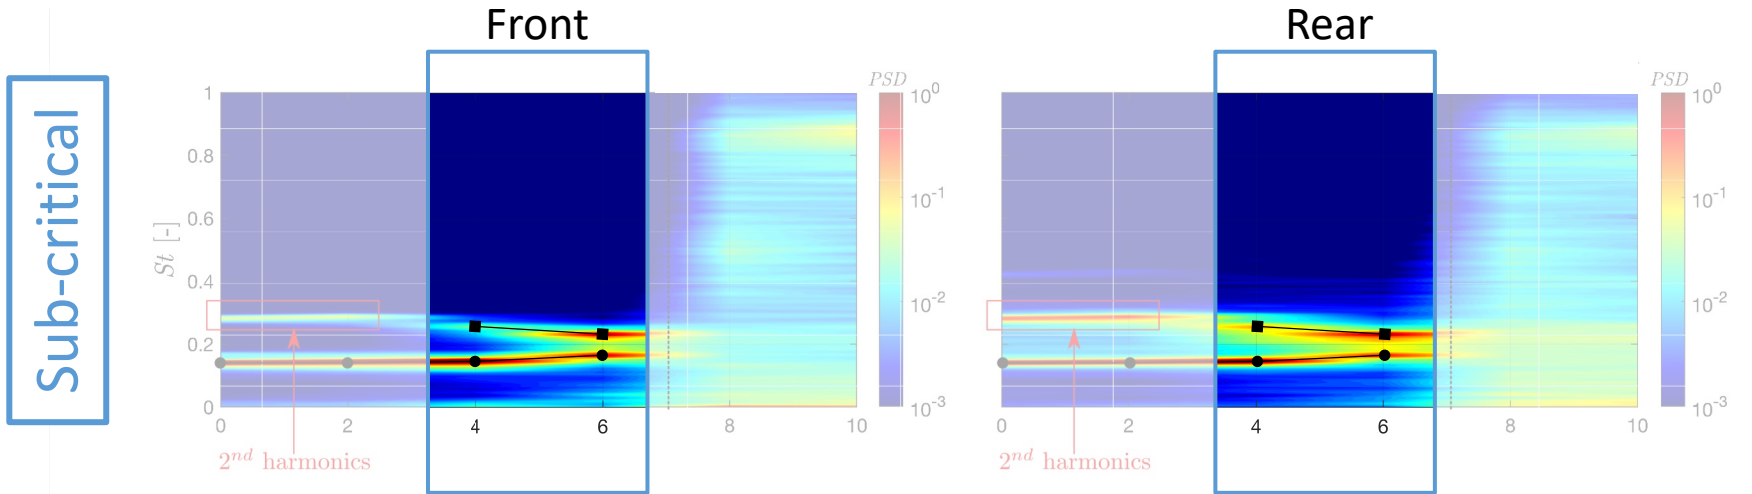 Front
Rear
Sub-critical
PSD
10^0
10^-1
10^-2
10^-3
1
0.8
0.6
0.4
0.2
0
St [-]
0 2 4 6 8 10
2^nd harmonics
PSD
10^0
10^-1
10^-2
10^-3
0 2 4 6 8 10
2^nd harmonics